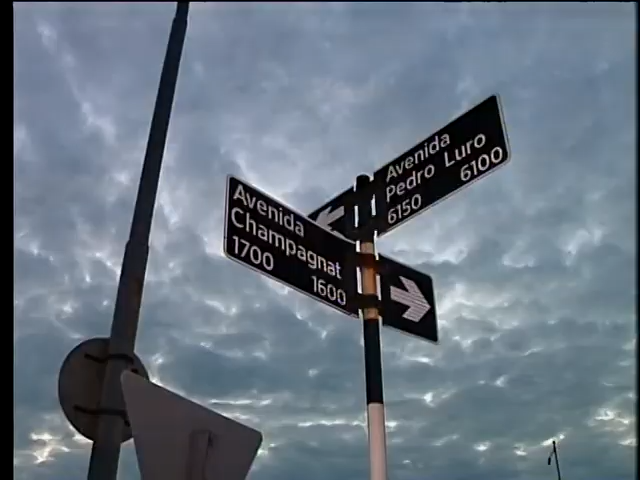 Avenida
Champagnat
1700 1600
Avenida
Pedro Luro
6150 6100